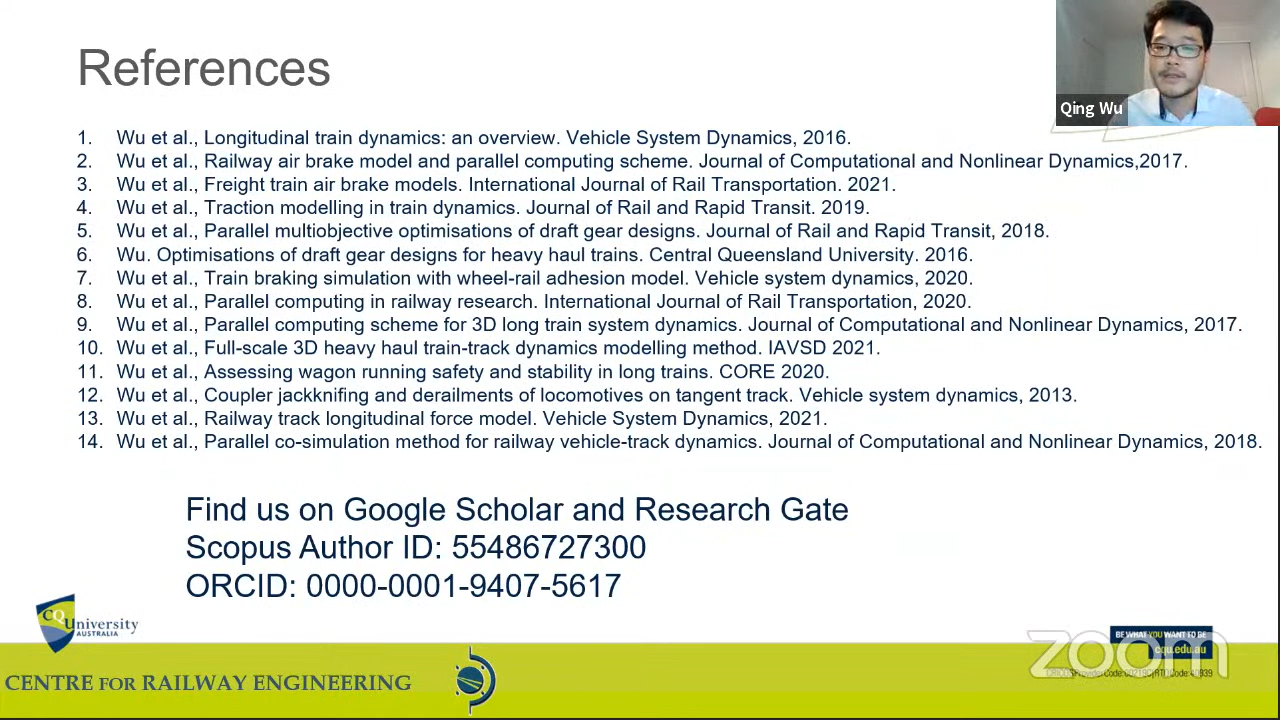 References
Qing Wu
1. Wu et al., Longitudinal train dynamics: an overview. Vehicle System Dynamics, 2016.
2. Wu et al., Railway air brake model and parallel computing scheme. Journal of Computational and Nonlinear Dynamics,2017.
3. Wu et al., Freight train air brake models. International Journal of Rail Transportation. 2021.
4. Wu et al., Traction modelling in train dynamics. Journal of Rail and Rapid Transit. 2019.
5. Wu et al., Parallel multiobjective optimisations of draft gear designs. Journal of Rail and Rapid Transit, 2018.
6. Wu. Optimisations of draft gear designs for heavy haul trains. Central Queensland University. 2016.
7. Wu et al., Train braking simulation with wheel-rail adhesion model. Vehicle system dynamics, 2020.
8. Wu et al., Parallel computing in railway research. International Journal of Rail Transportation, 2020.
9. Wu et al., Parallel computing scheme for 3D long train system dynamics. Journal of Computational and Nonlinear Dynamics, 2017.
10. Wu et al., Full-scale 3D heavy haul train-track dynamics modelling method. IAVSD 2021.
11. Wu et al., Assessing wagon running safety and stability in long trains. CORE 2020.
12. Wu et al., Coupler jackknifing and derailments of locomotives on tangent track. Vehicle system dynamics, 2013.
13. Wu et al., Railway track longitudinal force model. Vehicle System Dynamics, 2021.
14. Wu et al., Parallel co-simulation method for railway vehicle-track dynamics. Journal of Computational and Nonlinear Dynamics, 2018.
Find us on Google Scholar and Research Gate
Scopus Author ID: 55486727300
ORCID: 0000-0001-9407-5617
CQUniversity
AUSTRALIA
BE WHAT YOU WANT TO BE
cqu.edu.au
zoom
CENTRE FOR RAILWAY ENGINEERING